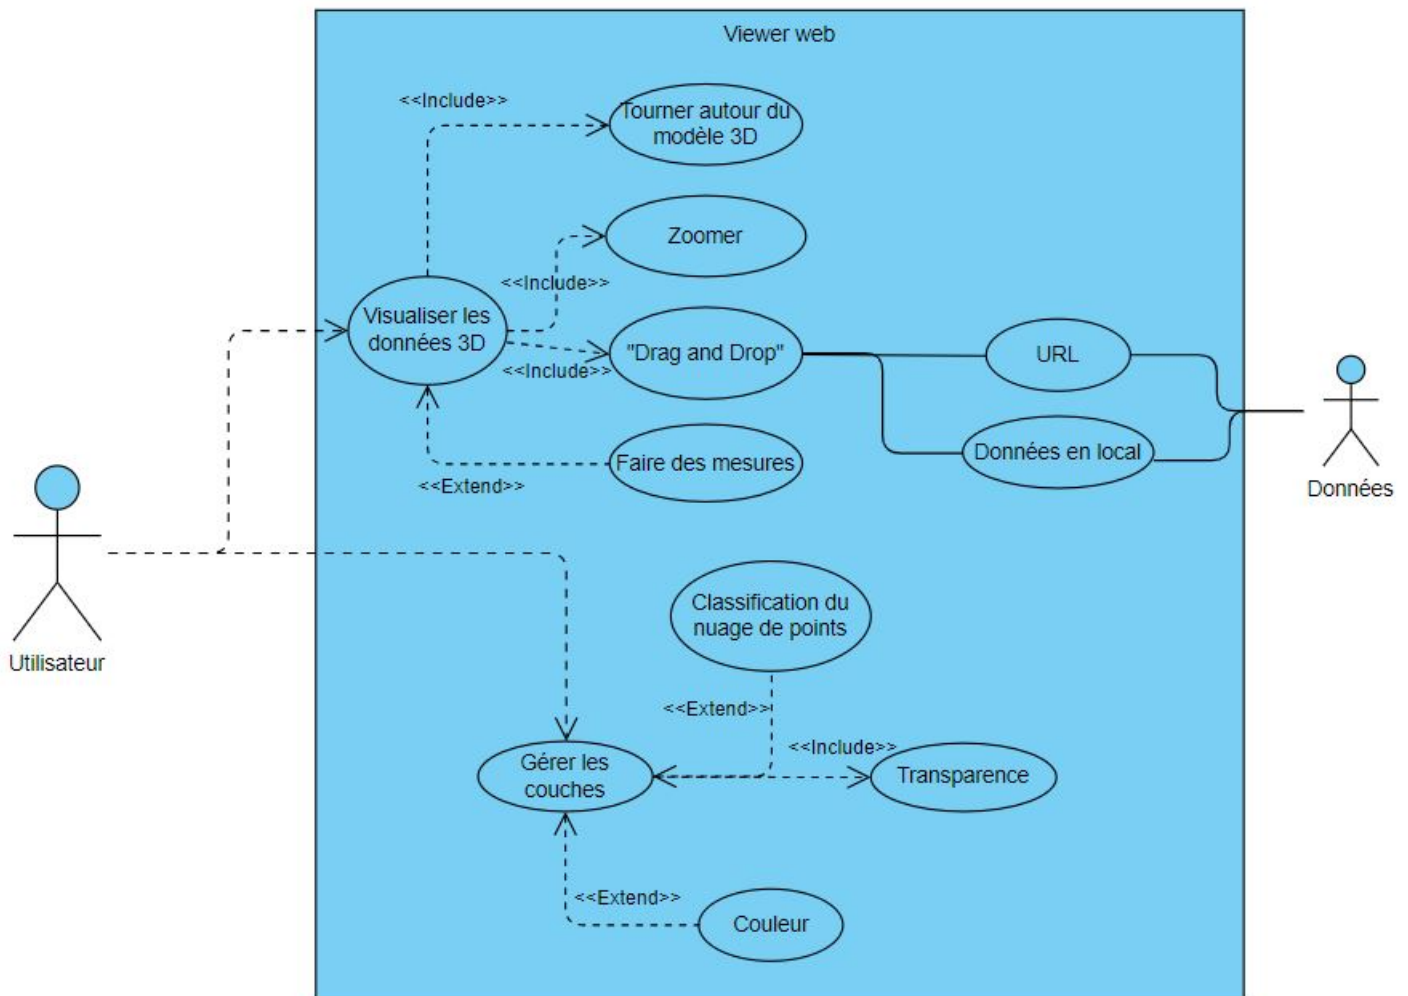 Viewer web
<<Include>>
Tourner autour du
modèle 3D
Zoomer
<<Include>>
Visualiser les
données 3D
"Drag and Drop"
URL
<<Include>>
Données en local
Faire des mesures
<<Extend>>
Données
Utilisateur
Classification du
nuage de points
<<Extend>>
<<Include>>
Gérer les
couches
Transparence
<<Extend>>
Couleur